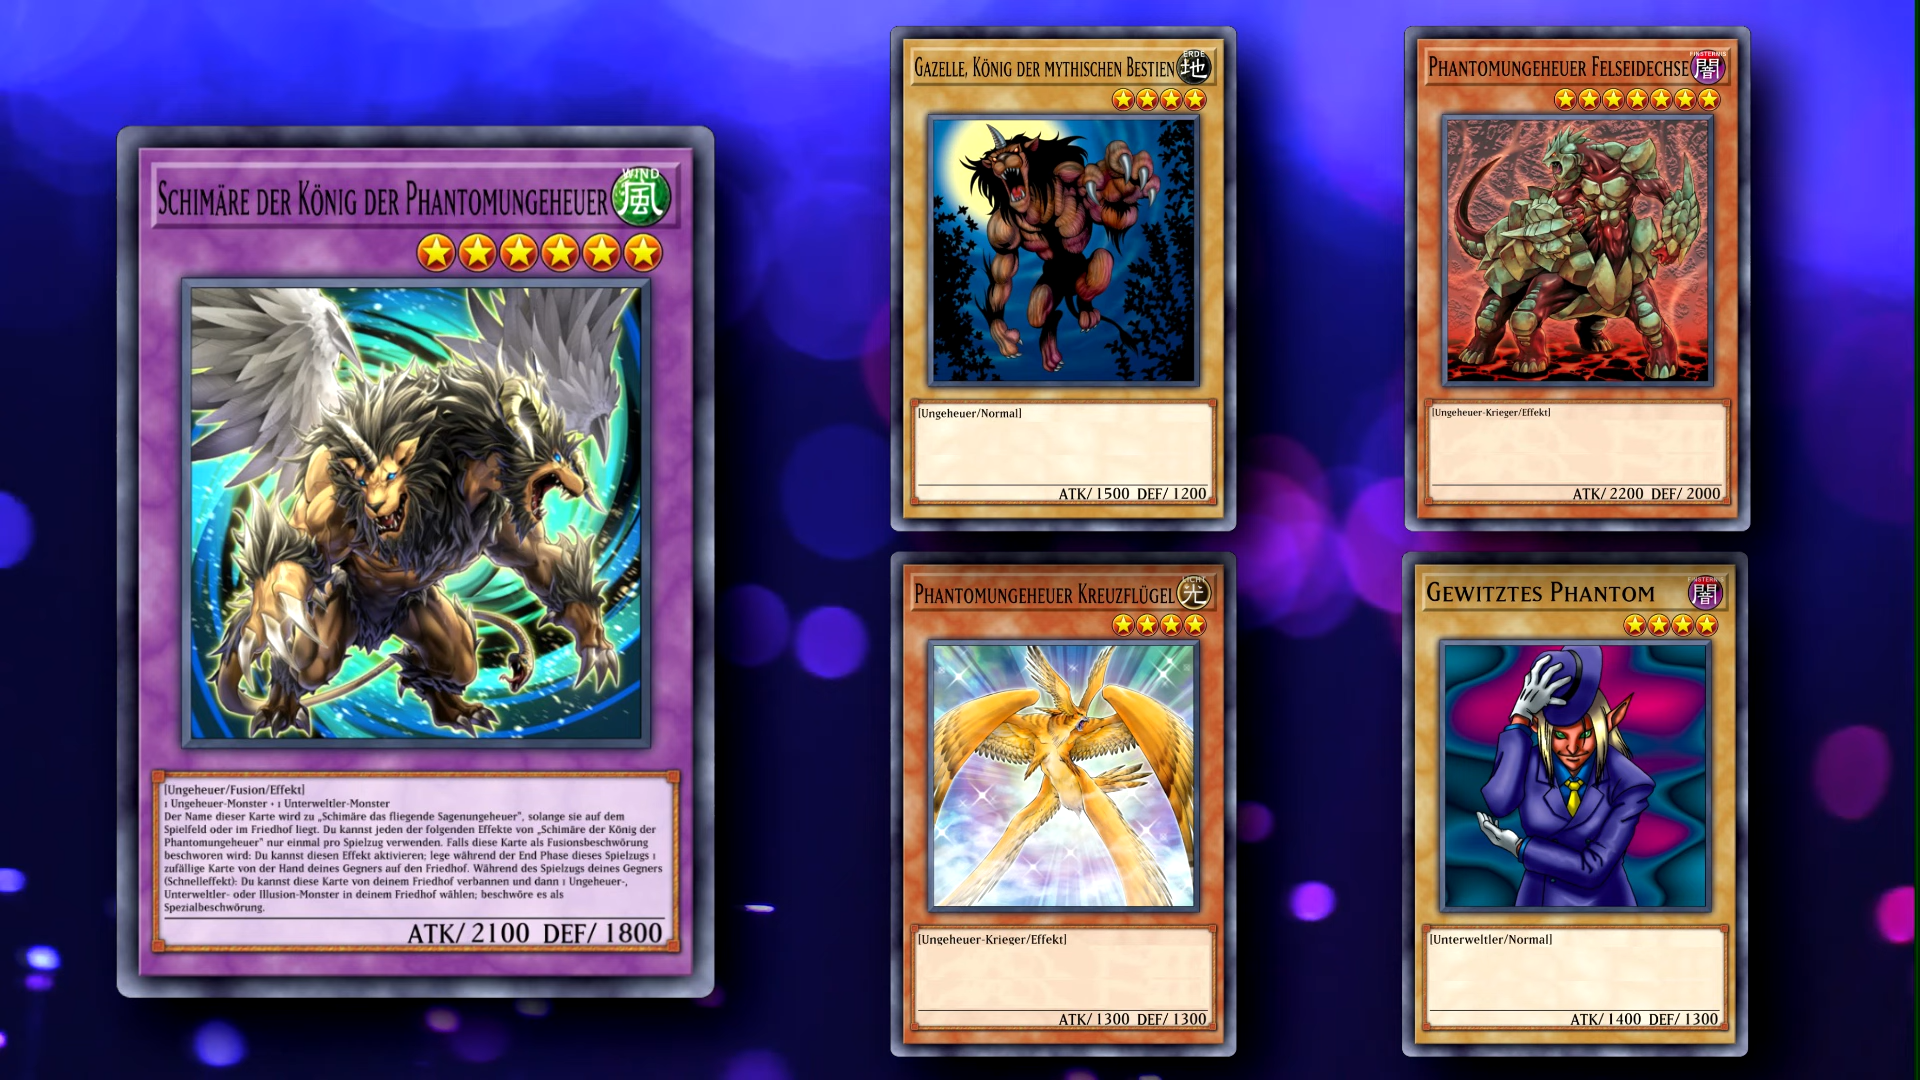 SCHIMÄRE DER KÖNIG DER PHANTOMUNGEHEUER
WIND
風
[Ungeheuer/Fusion/Effekt]
1 Ungeheuer-Monster + 1 Unterweltler-Monster
Der Name dieser Karte wird zu „Schimäre das fliegende Sagenungeheuer", solange sie auf dem
Spielfeld oder im Friedhof liegt. Du kannst jeden der folgenden Effekte von „Schimäre der König der
Phantomungeheuer" nur einmal pro Spielzug verwenden. Falls diese Karte als Fusionsbeschwörung
beschworen wird: Du kannst diesen Effekt aktivieren; lege während der End Phase dieses Spielzugs 1
zufällige Karte von der Hand deines Gegners auf den Friedhof. Während des Spielzugs deines Gegners
(Schnelleffekt): Du kannst diese Karte von deinem Friedhof verbannen und dann 1 Ungeheuer-,
Unterweltler- oder Illusion-Monster in deinem Friedhof wählen; beschwöre es als
Spezialbeschwörung.
ATK/ 2100 DEF/ 1800
GAZELLE, KÖNIG DER MYTHISCHEN BESTIEN
ERDE
地
[Ungeheuer/Normal]
ATK/ 1500 DEF/ 1200
PHANTOMUNGEHEUER FELSEIDECHSE
FINSTERNIS
闇
[Ungeheuer-Krieger/Effekt]
ATK/ 2200 DEF/ 2000
PHANTOMUNGEHEUER KREUZFLÜGEL
LICHT
光
[Ungeheuer-Krieger/Effekt]
ATK/ 1300 DEF/ 1300
GEWITZTES PHANTOM
FINSTERNIS
闇
[Unterweltler/Normal]
ATK/ 1400 DEF/ 1300